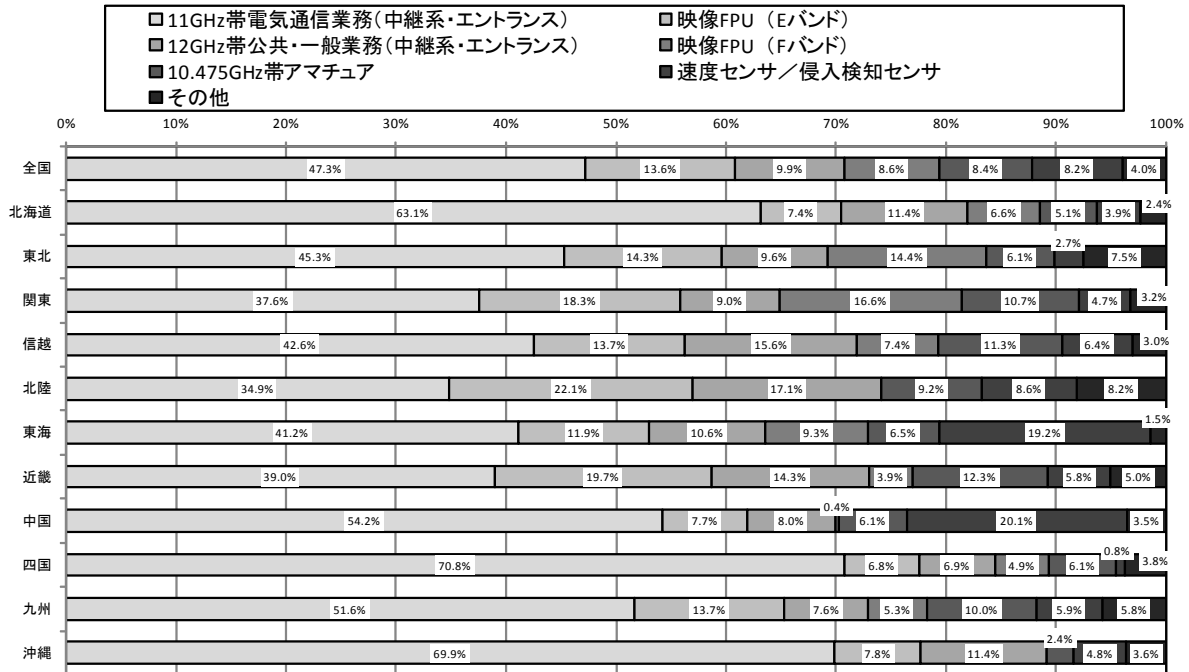 11GHz帯電気通信業務(中継系・エントランス) 映像FPU (Eバンド)
12GHz帯公共・一般業務(中継系・エントランス) 映像FPU (Fバンド)
10.475GHz帯アマチュア 速度センサ/侵入検知センサ
その他
0% 10% 20% 30% 40% 50% 60% 70% 80% 90% 100%
全国 47.3% 13.6% 9.9% 8.6% 8.4% 8.2% 4.0%
北海道 63.1% 7.4% 11.4% 6.6% 5.1% 3.9% 2.4%
東北 45.3% 14.3% 9.6% 14.4% 6.1% 2.7% 7.5%
関東 37.6% 18.3% 9.0% 16.6% 10.7% 4.7% 3.2%
信越 42.6% 13.7% 15.6% 7.4% 11.3% 6.4% 3.0%
北陸 34.9% 22.1% 17.1% 9.2% 8.6% 8.2%
東海 41.2% 11.9% 10.6% 9.3% 6.5% 19.2% 1.5%
近畿 39.0% 19.7% 14.3% 3.9% 12.3% 5.8% 5.0%
中国 54.2% 7.7% 8.0% 0.4% 6.1% 20.1% 3.5%
四国 70.8% 6.8% 6.9% 4.9% 6.1% 0.8% 3.8%
九州 51.6% 13.7% 7.6% 5.3% 10.0% 5.9% 5.8%
沖縄 69.9% 7.8% 11.4% 2.4% 4.8% 3.6%